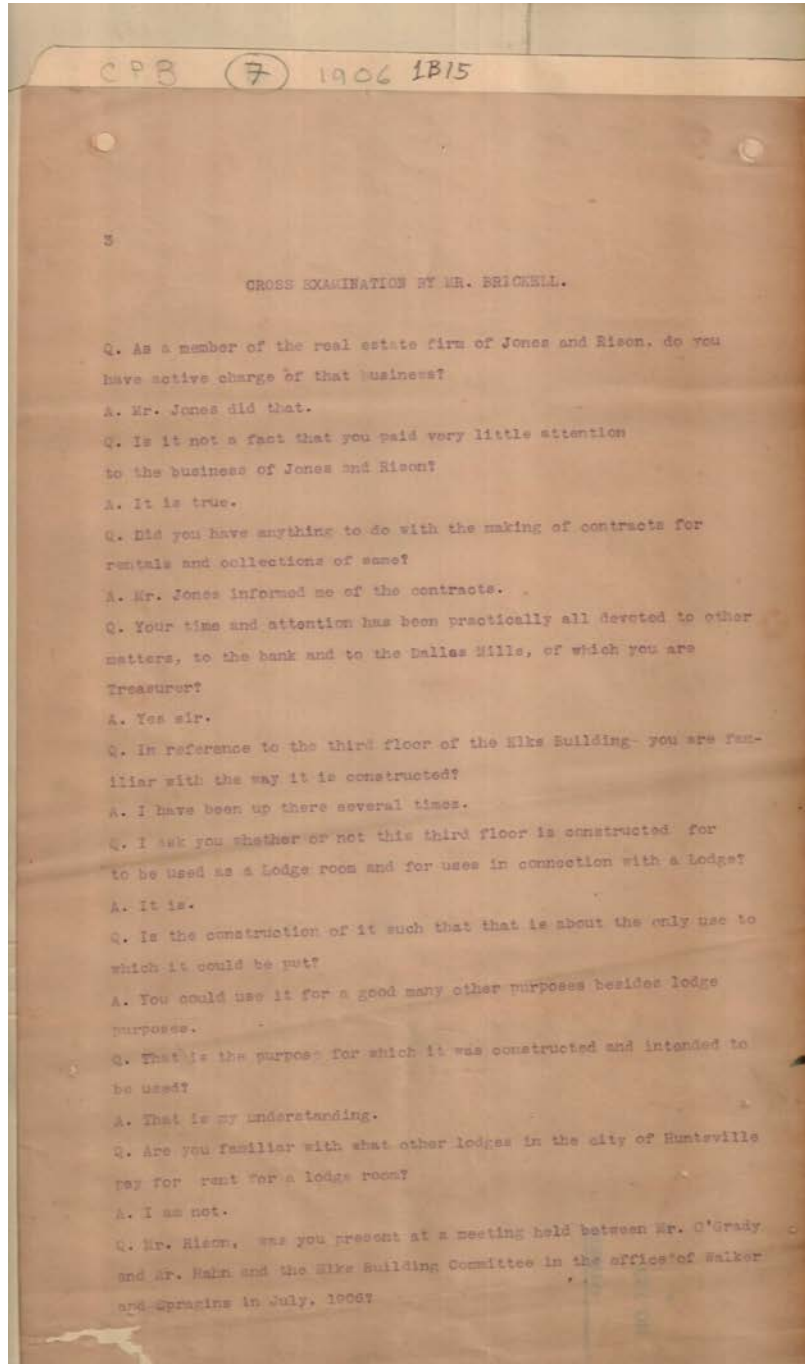 CPB (7) 1906 1B15
3
CROSS EXAMINATION BY MR. BRICKELL.
Q. As a member of the real estate firm of Jones and Rison. do you
have active charge of that business?
A. Mr. Jones did that.
Q. Is it not a fact that you paid very little attention
to the business of Jones and Rison?
A. It is true.
Q. Did you have anything to do with the making of contracts for
rentals and collections of same?
A. Mr. Jones informed me of the contracts.
Q. Your time and attention has been practically all devoted to other
matters, to the bank and to the Dallas Mills, of which you are
Treasurer?
A. Yes sir.
Q. In reference to the third floor of the Elks Building- you are fam-
iliar with the way it is constructed?
A. I have been up there several times.
Q. I ask you whether or not this third floor is constructed for
to be used as a Lodge room and for uses in connection with a Lodge?
A. It is.
Q. Is the construction of it such that that is about the only use to
which it could be put?
A. You could use it for a good many other purposes besides lodge
purposes.
Q. That is the purpose for which it was constructed and intended to
be used?
A. That is my understanding.
Q. Are you familiar with what other lodges in the city of Huntsville
pay for rent for a lodge room?
A. I am not.
Q. Mr. Rison, was you present at a meeting held between Mr. O'Grady
and Mr. Hahn and the Elks Building Committee in the office of Walker
and Spragins in July, 1906?